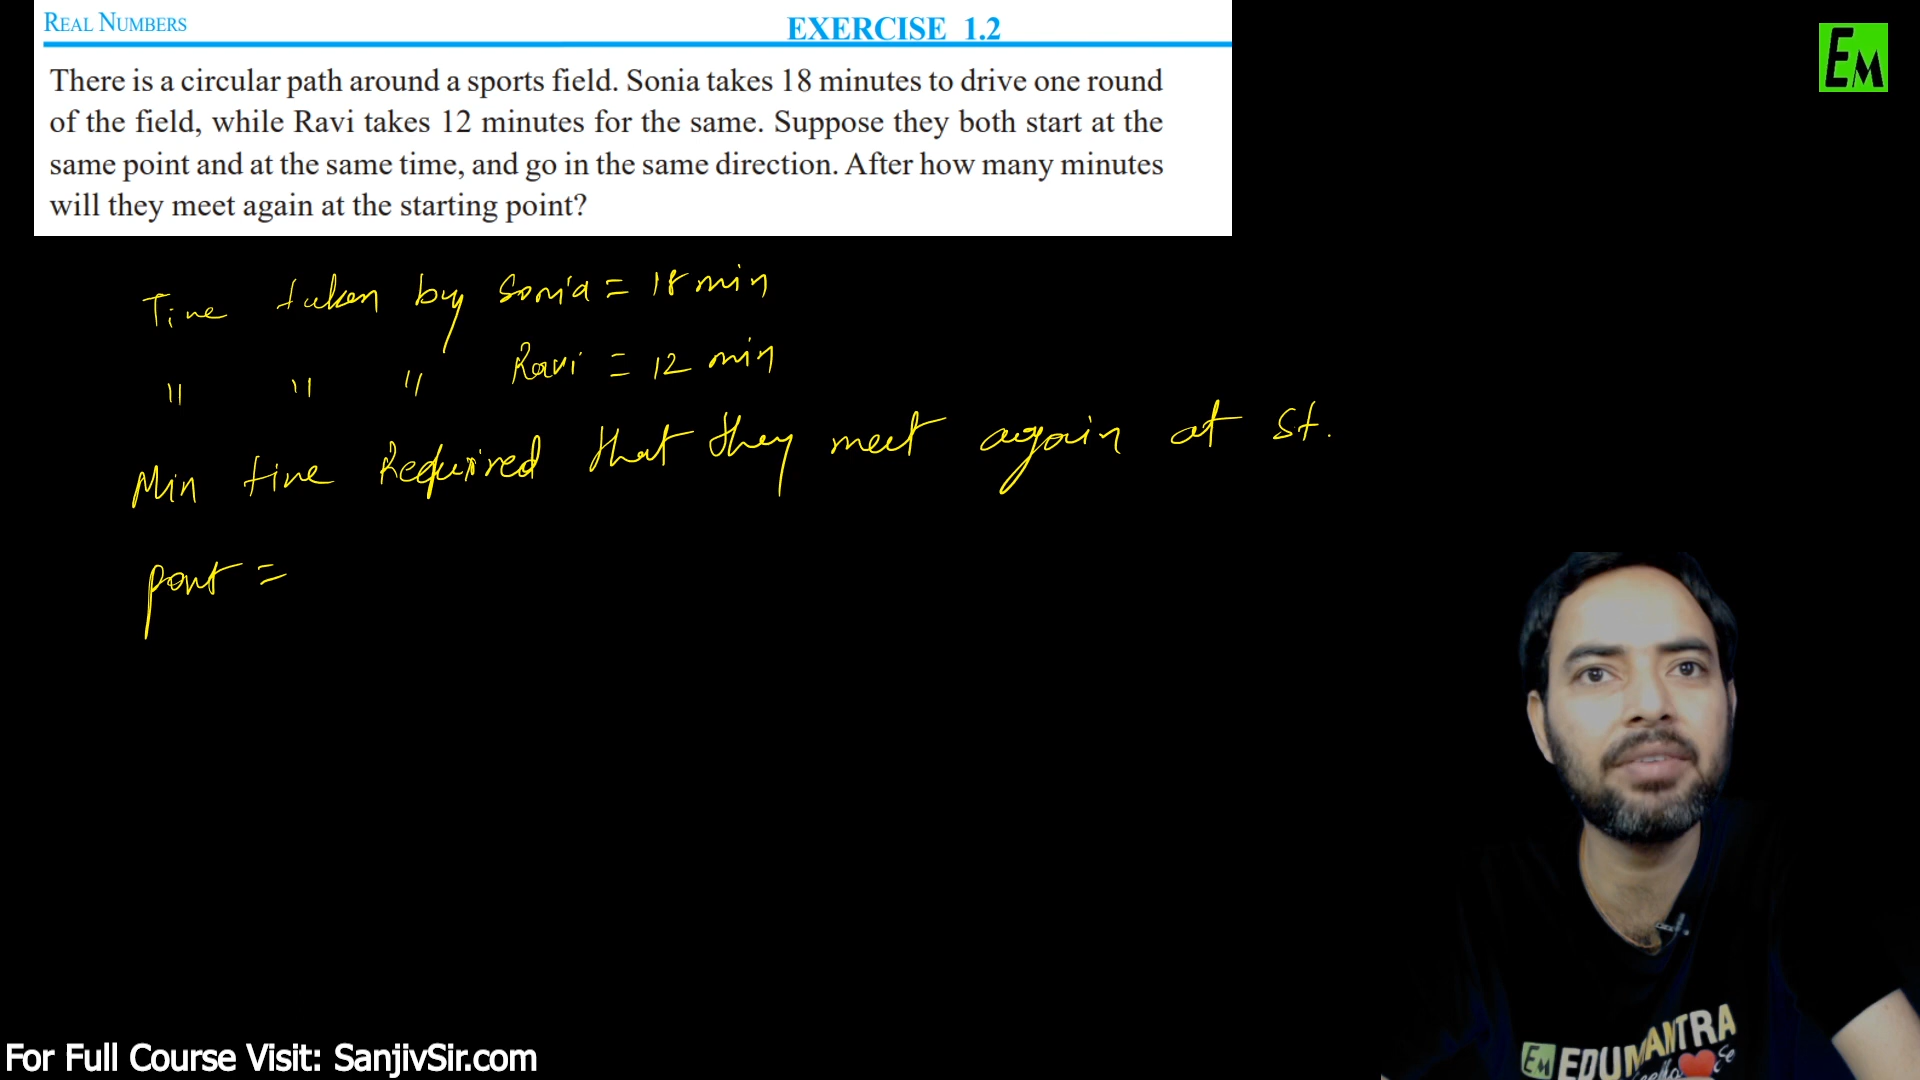 REAL NUMBERS
EXERCISE 1.2
There is a circular path around a sports field. Sonia takes 18 minutes to drive one round
of the field, while Ravi takes 12 minutes for the same. Suppose they both start at the
same point and at the same time, and go in the same direction. After how many minutes
will they meet again at the starting point?
EM
Time taken by Sonia = 18 min
" " " Ravi = 12 min
Min time Required that they meet again at St.
point =
EM EDUMANTRA
For Full Course Visit: SanjivSir.com